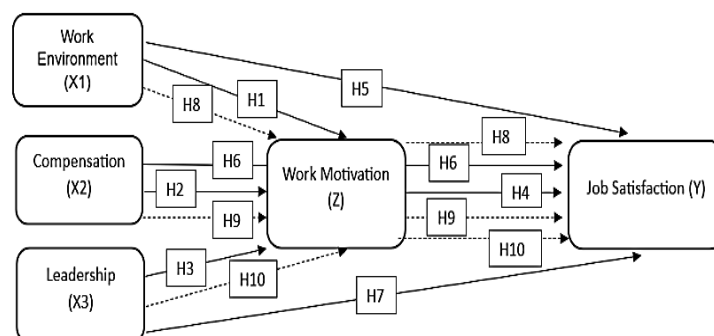 Work
Environment
(X1)
H5
H1
H8
H8
Compensation
(X2)
H6
H2
H9
Work Motivation
(Z)
H6
H4
H9
H10
Job Satisfaction (Y)
Leadership
(X3)
H3
H10
H7